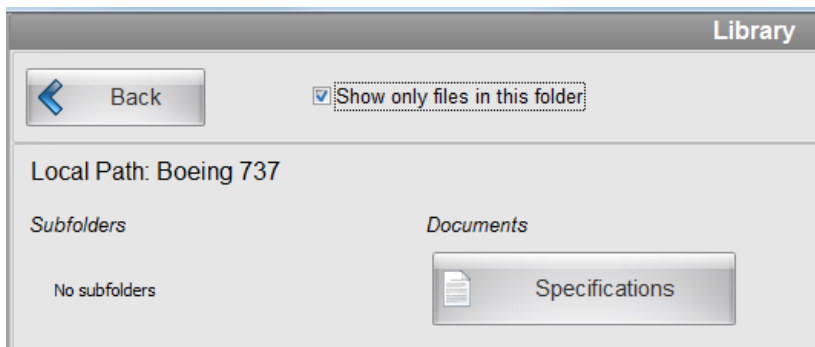 Library
Back
Show only files in this folder
Local Path: Boeing 737
Subfolders
Documents
No subfolders
Specifications